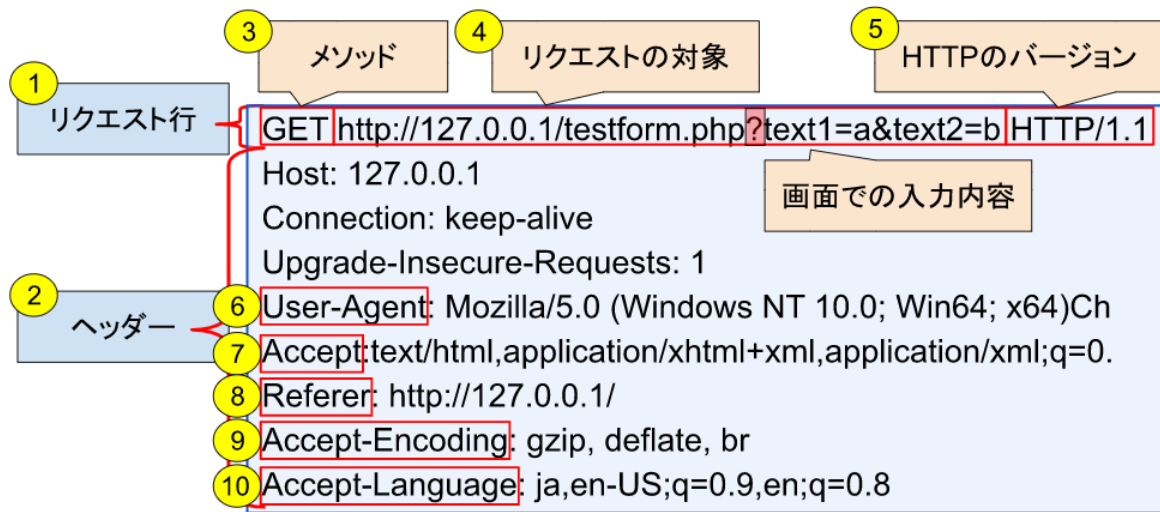 3
メソッド
4
リクエストの対象
5
HTTPのバージョン
1
リクエスト行
GET http://127.0.0.1/testform.php?text1=a&text2=b HTTP/1.1
画面での入力内容
Host: 127.0.0.1
Connection: keep-alive
Upgrade-Insecure-Requests: 1
2
ヘッダー
6
User-Agent: Mozilla/5.0 (Windows NT 10.0; Win64; x64)Ch
7
Accept:text/html,application/xhtml+xml,application/xml;q=0.
8
Referer: http://127.0.0.1/
9
Accept-Encoding: gzip, deflate, br
10
Accept-Language: ja,en-US;q=0.9,en;q=0.8